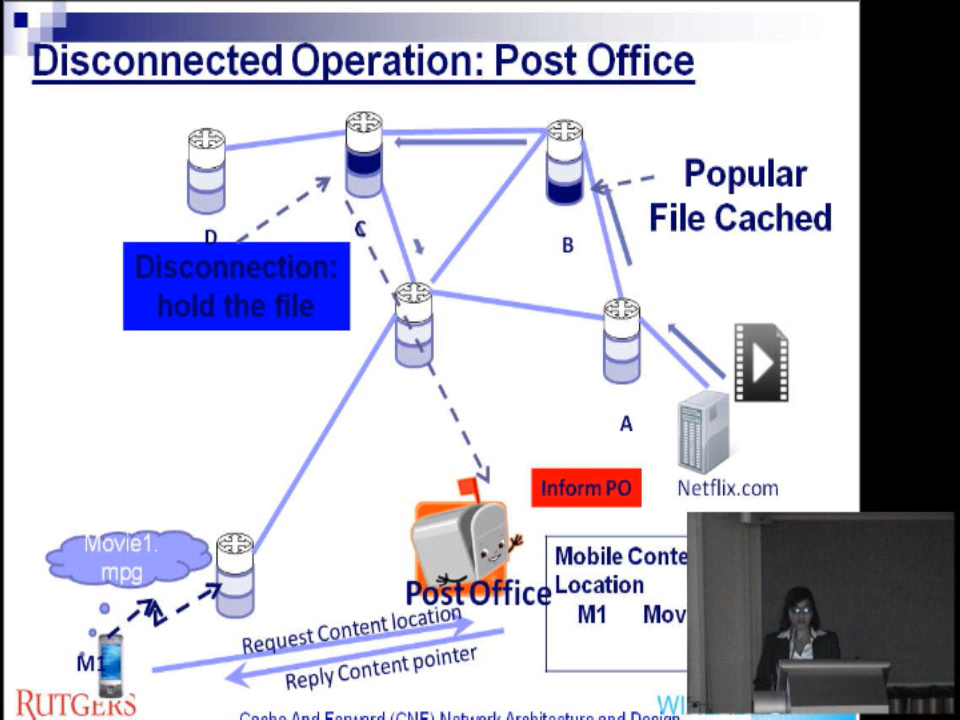 Disconnected Operation: Post Office
Popular
File Cached
D
C
B
Disconnection:
hold the file
A
Inform PO
Netflix.com
Movie1.
mpg
Mobile Conte
Location
M1 Mov
Post Office
Request Content location
Reply Content pointer
M1
RUTGERS
WI
Cache And Forward (CNF) Network Architecture and Design